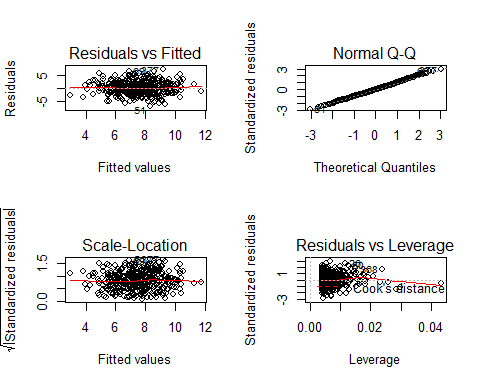 Residuals vs Fitted
Residuals
5
-5
4 6 8 10 12
Fitted values
Normal Q-Q
Standardized residuals
3
0
-3
-3 -2 -1 0 1 2 3
Theoretical Quantiles
Scale-Location
√|Standardized residuals|
1.5
0.0
4 6 8 10 12
Fitted values
Residuals vs Leverage
Standardized residuals
1
-3
Cook's distance
0.00 0.02 0.04
Leverage